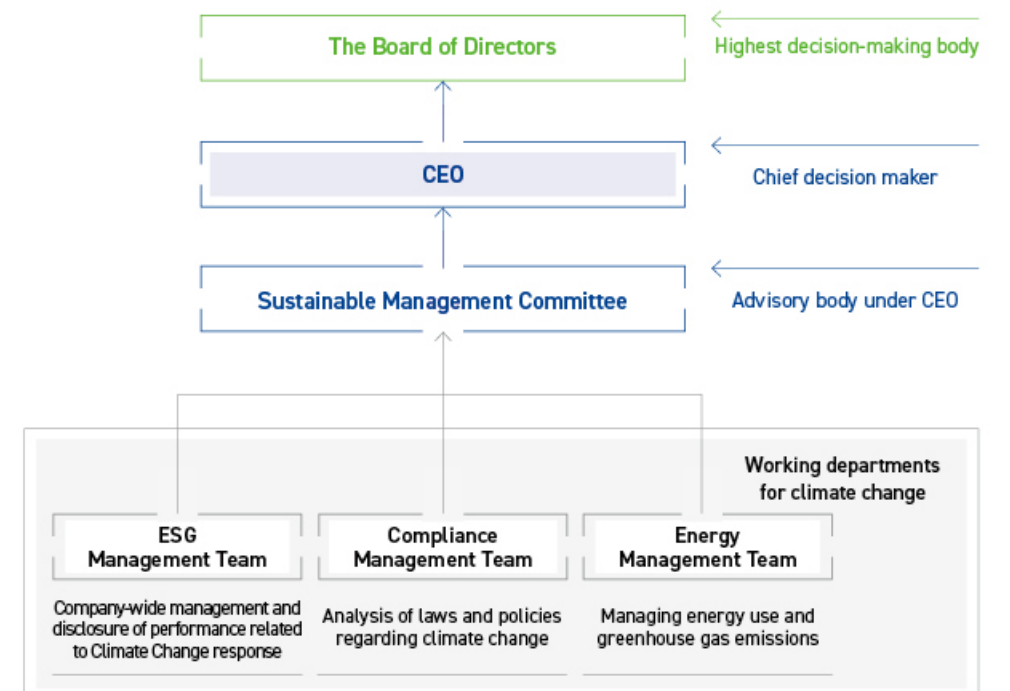 The Board of Directors
Highest decision-making body
CEO
Chief decision maker
Sustainable Management Committee
Advisory body under CEO
Working departments
for climate change
ESG
Management Team
Company-wide management and
disclosure of performance related
to Climate Change response
Compliance
Management Team
Analysis of laws and policies
regarding climate change
Energy
Management Team
Managing energy use and
greenhouse gas emissions